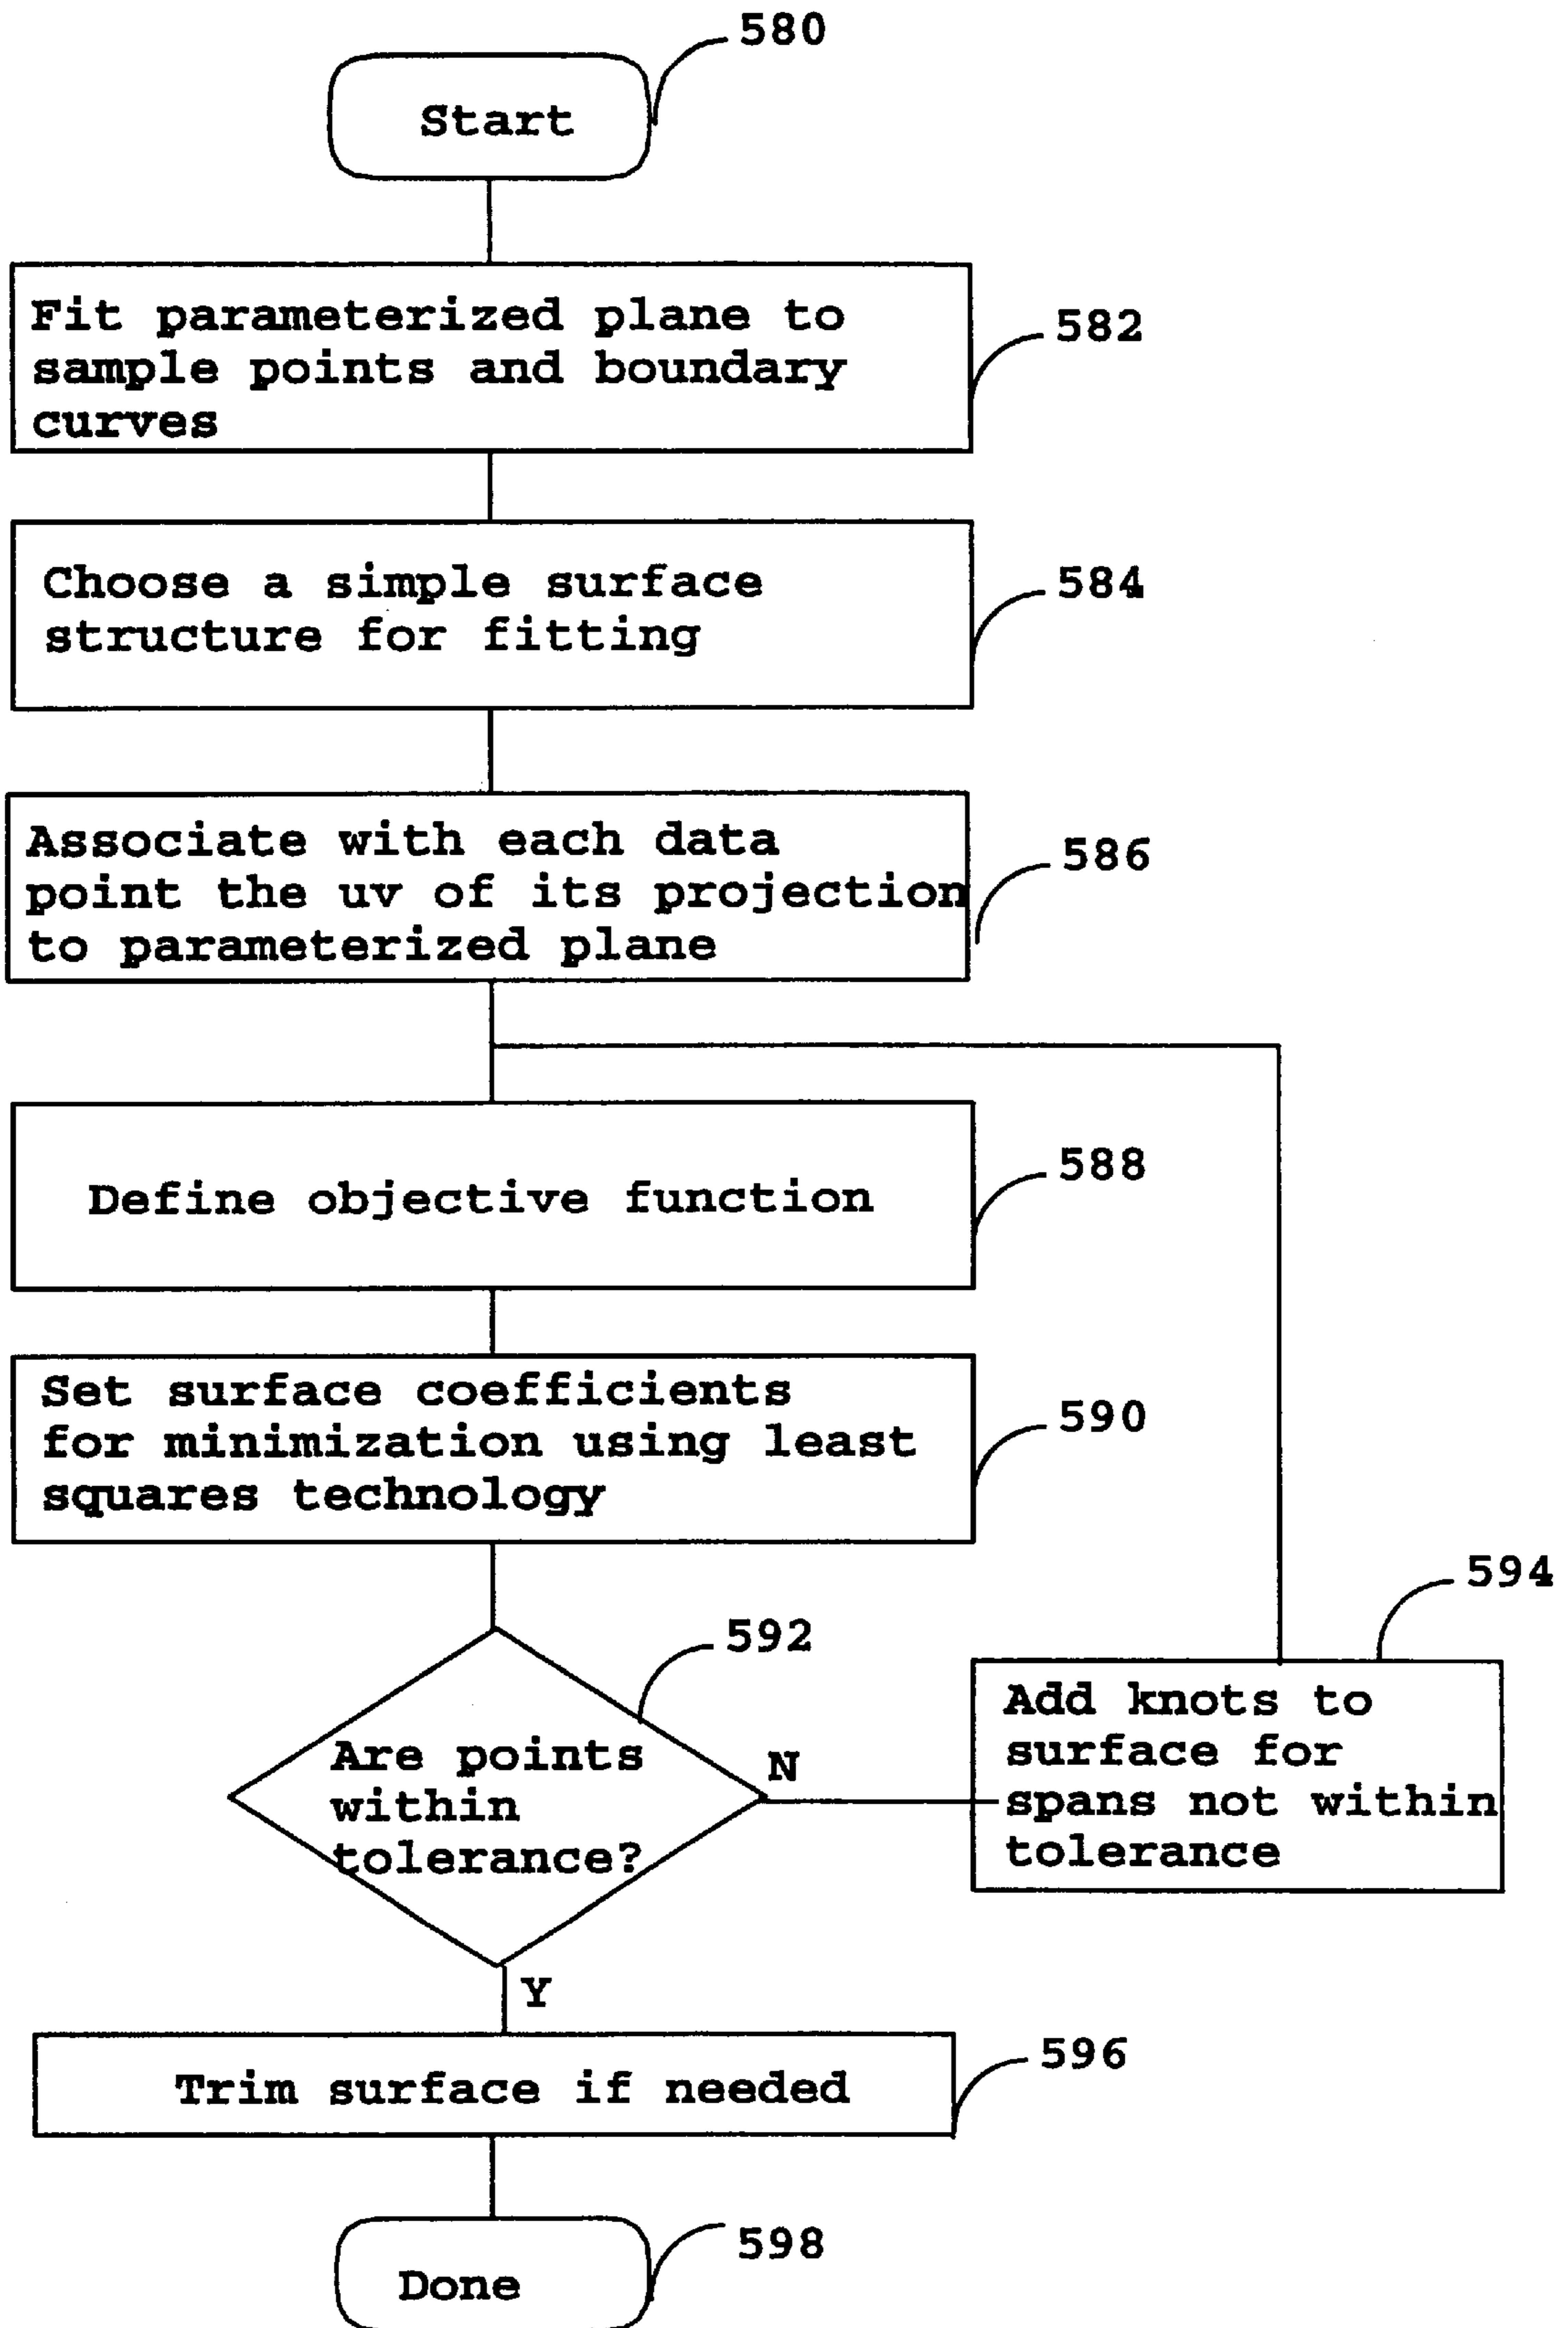 580
Start
Fit parameterized plane to
sample points and boundary
curves
582
Choose a simple surface
structure for fitting
584
Associate with each data
point the uv of its projection
to parameterized plane
586
Define objective function
588
Set surface coefficients
for minimization using least
squares technology
590
592
Are points
within
tolerance?
N
594
Add knots to
surface for
spans not within
tolerance
Y
Trim surface if needed
596
Done
598